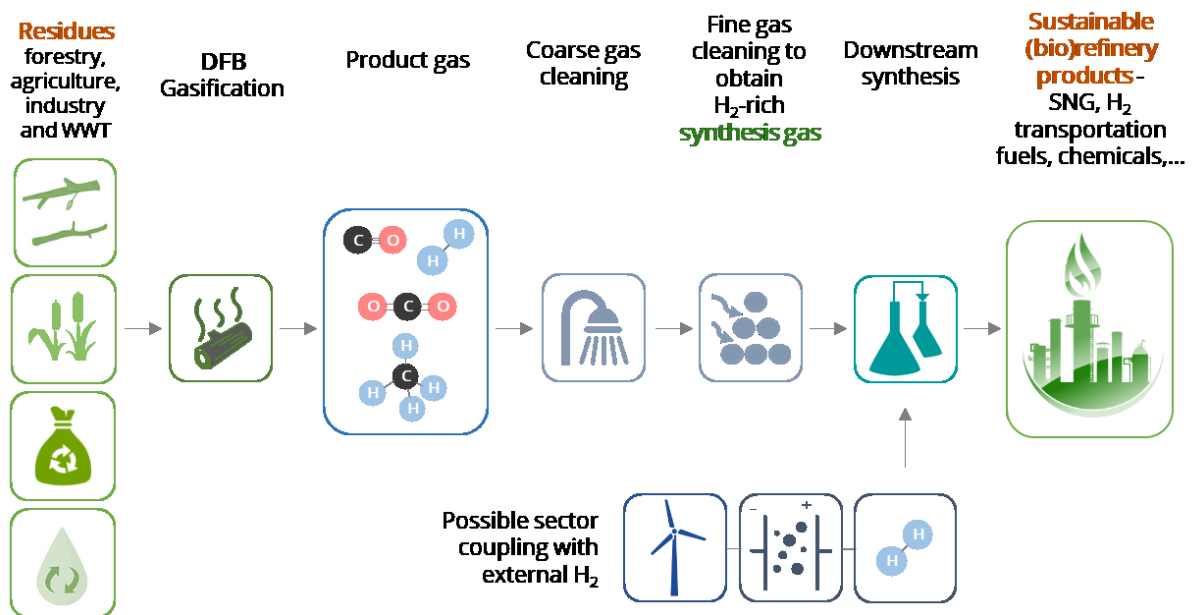 Residues
forestry,
agriculture,
industry
and WWT
DFB
Gasification
Product gas
Coarse gas
cleaning
Fine gas
cleaning to
obtain
H₂-rich
synthesis gas
Downstream
synthesis
Sustainable
(bio)refinery
products -
SNG, H₂
transportation
fuels, chemicals,...
C O
H
H
O C O
H
C
H H
H
Possible sector
coupling with
external H₂
− +
H
H